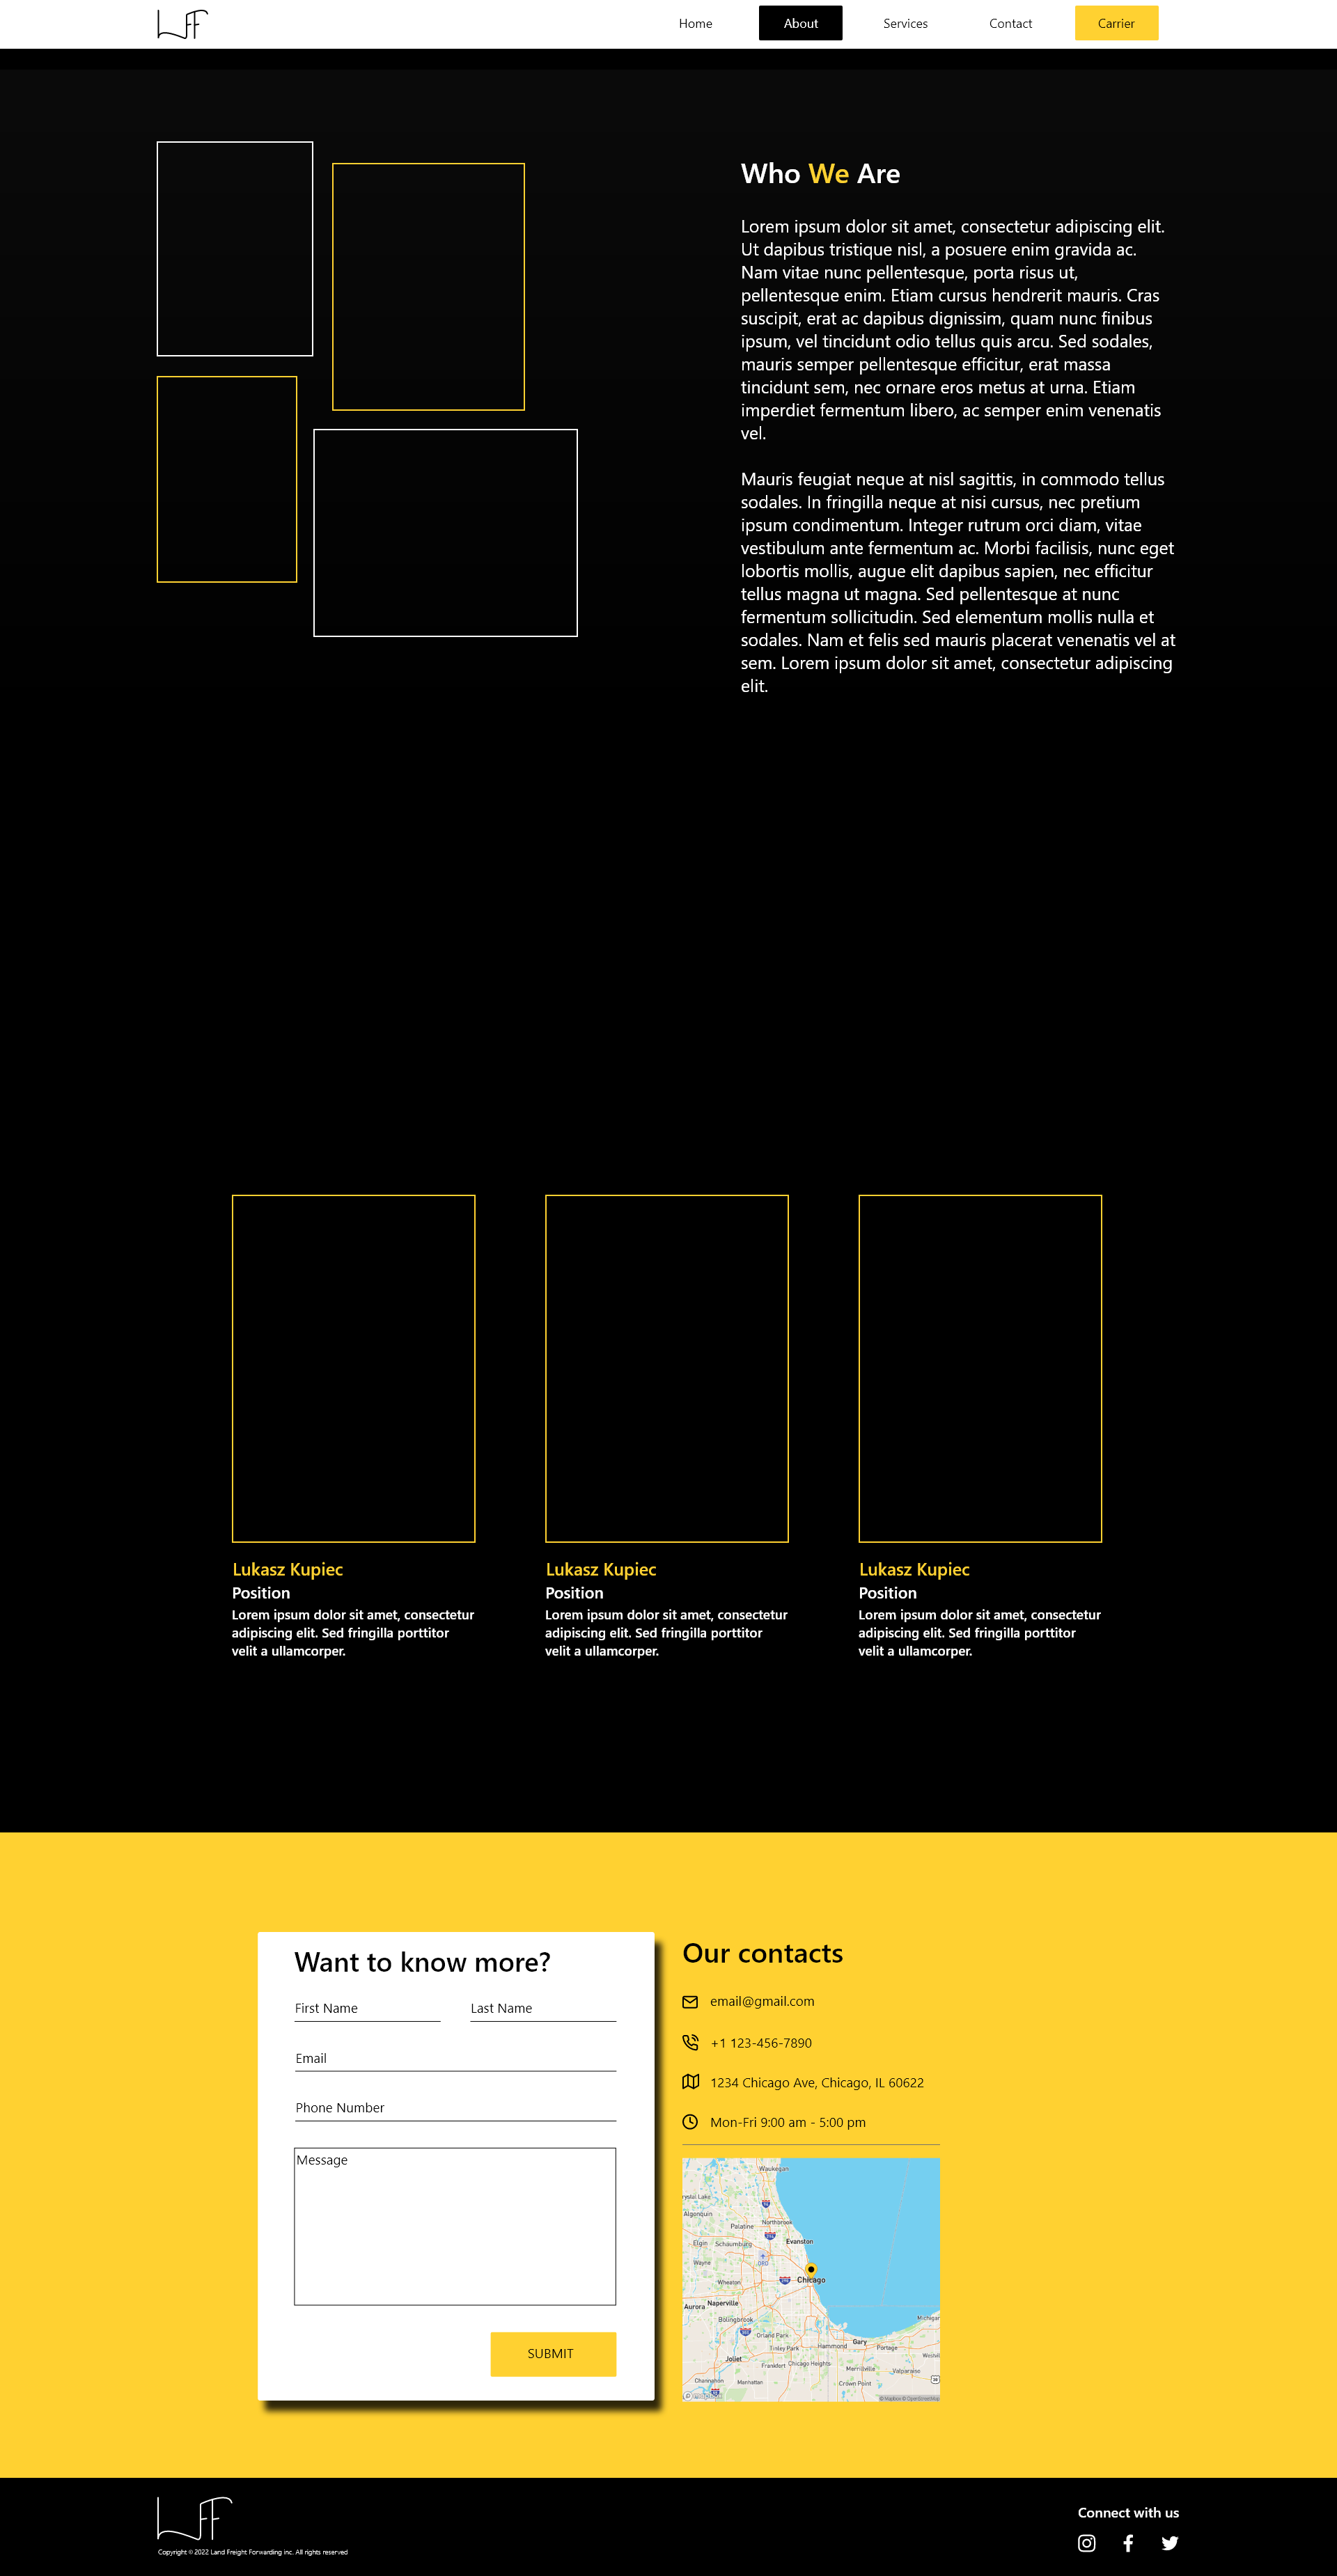 LFF
Home
About
Services
Contact
Carrier
Who We Are
Lorem ipsum dolor sit amet, consectetur adipiscing elit.
Ut dapibus tristique nisl, a posuere enim gravida ac.
Nam vitae nunc pellentesque, porta risus ut,
pellentesque enim. Etiam cursus hendrerit mauris. Cras
suscipit, erat ac dapibus dignissim, quam nunc finibus
ipsum, vel tincidunt odio tellus quis arcu. Sed sodales,
mauris semper pellentesque efficitur, erat massa
tincidunt sem, nec ornare eros metus at urna. Etiam
imperdiet fermentum libero, ac semper enim venenatis
vel.
Mauris feugiat neque at nisl sagittis, in commodo tellus
sodales. In fringilla neque at nisi cursus, nec pretium
ipsum condimentum. Integer rutrum orci diam, vitae
vestibulum ante fermentum ac. Morbi facilisis, nunc eget
lobortis mollis, augue elit dapibus sapien, nec efficitur
tellus magna ut magna. Sed pellentesque at nunc
fermentum sollicitudin. Sed elementum mollis nulla et
sodales. Nam et felis sed mauris placerat venenatis vel at
sem. Lorem ipsum dolor sit amet, consectetur adipiscing
elit.
Lukasz Kupiec
Position
Lorem ipsum dolor sit amet, consectetur
adipiscing elit. Sed fringilla porttitor
velit a ullamcorper.
Lukasz Kupiec
Position
Lorem ipsum dolor sit amet, consectetur
adipiscing elit. Sed fringilla porttitor
velit a ullamcorper.
Lukasz Kupiec
Position
Lorem ipsum dolor sit amet, consectetur
adipiscing elit. Sed fringilla porttitor
velit a ullamcorper.
Want to know more?
First Name
Last Name
Email
Phone Number
Message
SUBMIT
Our contacts
email@gmail.com
+1 123-456-7890
1234 Chicago Ave, Chicago, IL 60622
Mon-Fri 9:00 am - 5:00 pm
Waukegan
rystal Lake
Algonquin
Northbrook
Palatine
Evanston
Elgin
Schaumburg
Wayne
ORD
Wheaton
Chicago
Aurora
Naperville
Bolingbrook
Michigan
Orland Park
Tinley Park
Hammond
Gary
Portage
Joliet
Frankfort
Chicago Heights
Merrillville
Valparaiso
Channahon
Manhattan
Crown Point
© Mapbox © OpenStreetMap
LFF
Copyright © 2022 Land Freight Forwarding inc. All rights reserved
Connect with us